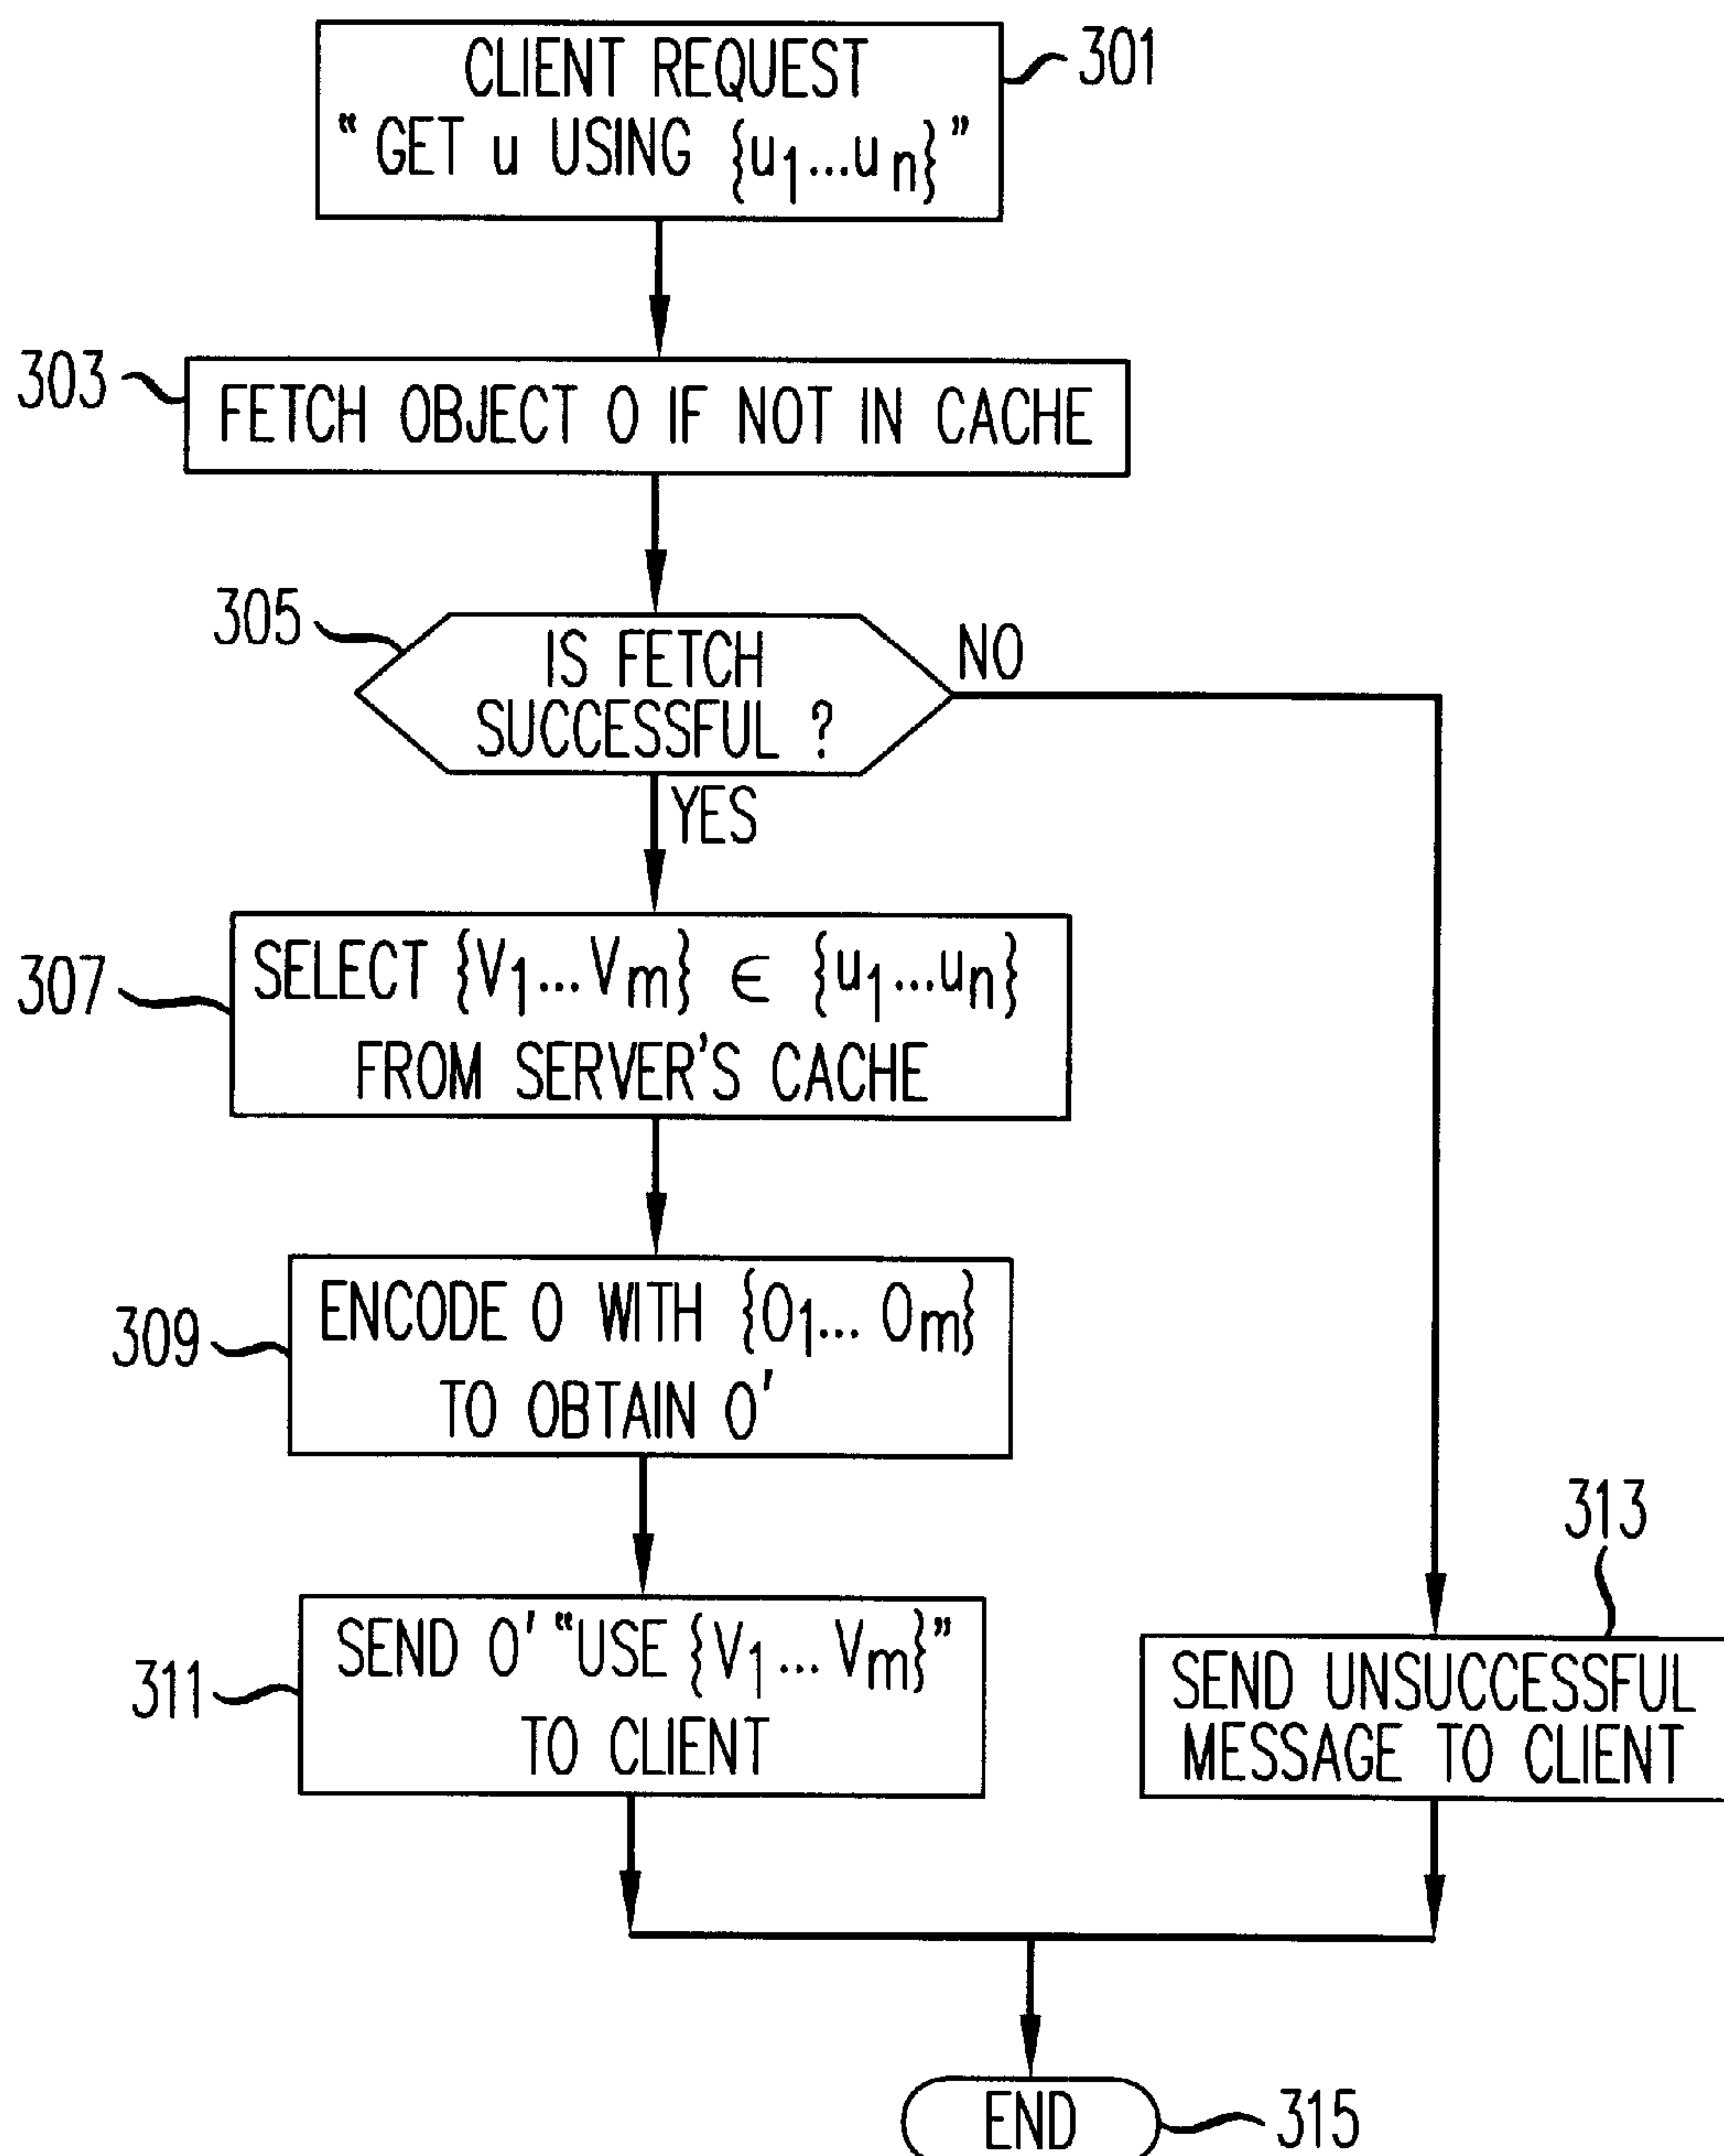 CLIENT REQUEST
301
“ GET u USING {u1...un}”
303
FETCH OBJECT O IF NOT IN CACHE
305
IS FETCH
SUCCESSFUL ?
NO
YES
307
SELECT {V1...Vm} ∈ {u1...un}
FROM SERVER'S CACHE
309
ENCODE O WITH {O1... Om}
TO OBTAIN O'
311
SEND O' “USE {V1... Vm}”
TO CLIENT
313
SEND UNSUCCESSFUL
MESSAGE TO CLIENT
END
315